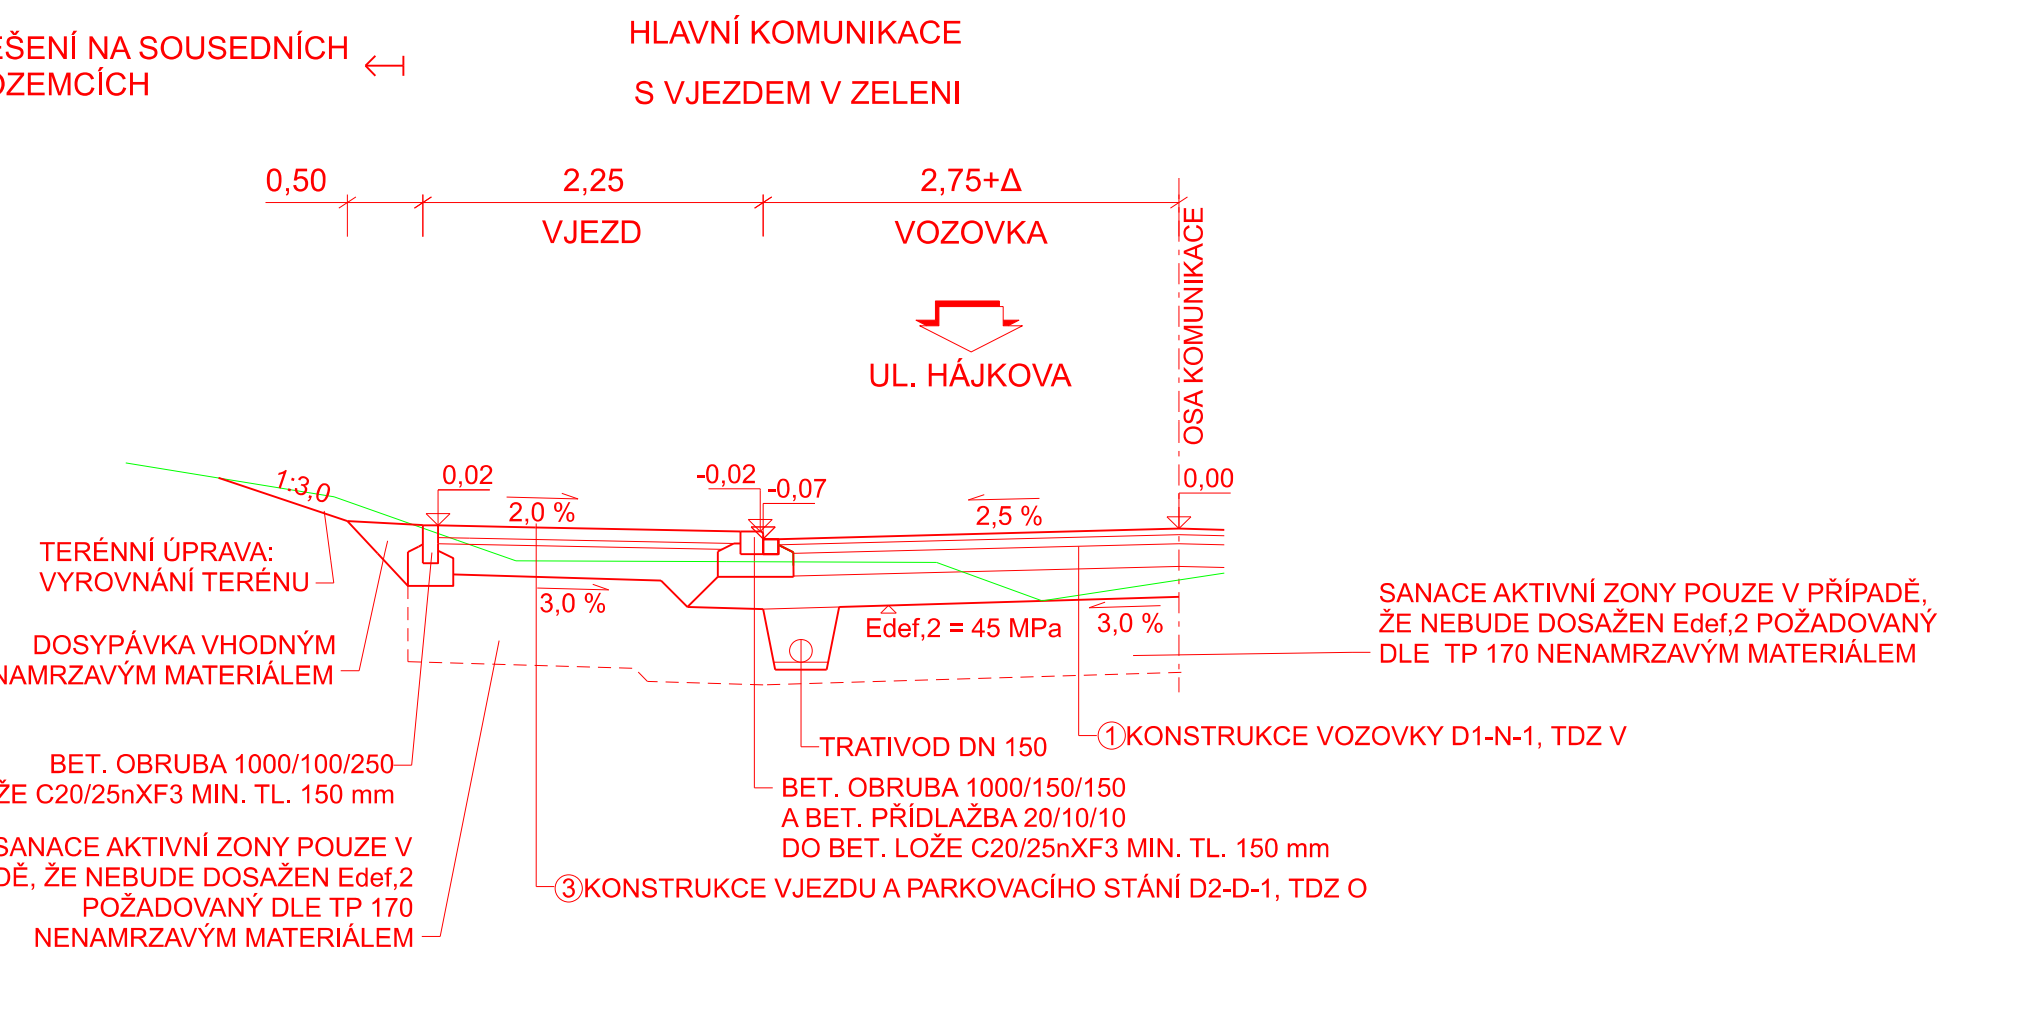 HLAVNÍ KOMUNIKACE
S VJEZDEM V ZELENI
NA SOUSEDNÍCH
0,50
2,25
2,75+Δ
VJEZD
VOZOVKA
OSA KOMUNIKACE
UL. HÁJKOVA
1:3,0
0,02
-0,02
-0,07
0,00
2,0 %
2,5 %
3,0 %
3,0 %
Edef,2 = 45 MPa
TERÉNNÍ ÚPRAVA:
VYROVNÁNÍ TERÉNU
DOSYPÁVKA VHODNÝM
MATERIÁLEM
SANACE AKTIVNÍ ZONY POUZE V PŘÍPADĚ,
ŽE NEBUDE DOSAŽEN Edef,2 POŽADOVANÝ
DLE TP 170 NENAMRZAVÝM MATERIÁLEM
1 KONSTRUKCE VOZOVKY D1-N-1, TDZ V
TRATIVOD DN 150
BET. OBRUBA 1000/100/250
C20/25nXF3 MIN. TL. 150 mm
BET. OBRUBA 1000/150/150
A BET. PŘÍDLAŽBA 20/10/10
DO BET. LOŽE C20/25nXF3 MIN. TL. 150 mm
SANACE AKTIVNÍ ZONY POUZE V
ŽE NEBUDE DOSAŽEN Edef,2
POŽADOVANÝ DLE TP 170
NENAMRZAVÝM MATERIÁLEM
3 KONSTRUKCE VJEZDU A PARKOVACÍHO STÁNÍ D2-D-1, TDZ O